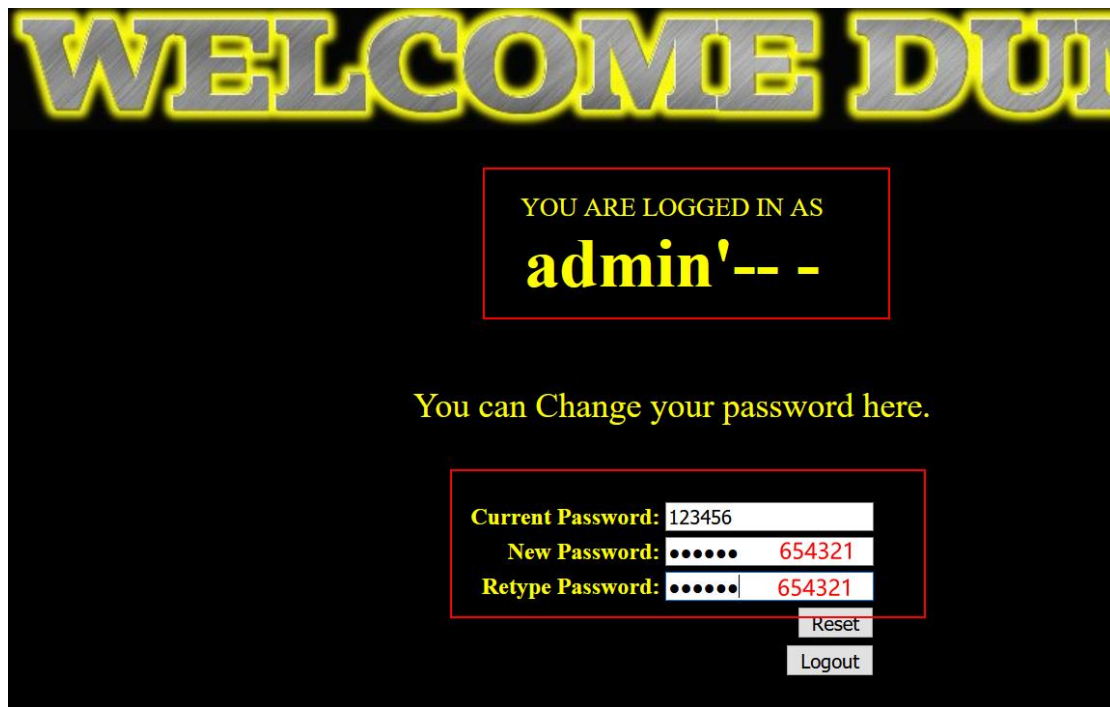 WELCOME DU
YOU ARE LOGGED IN AS
admin'-- -
You can Change your password here.
Current Password: 123456
New Password: •••••• 654321
Retype Password: •••••• 654321
Reset
Logout